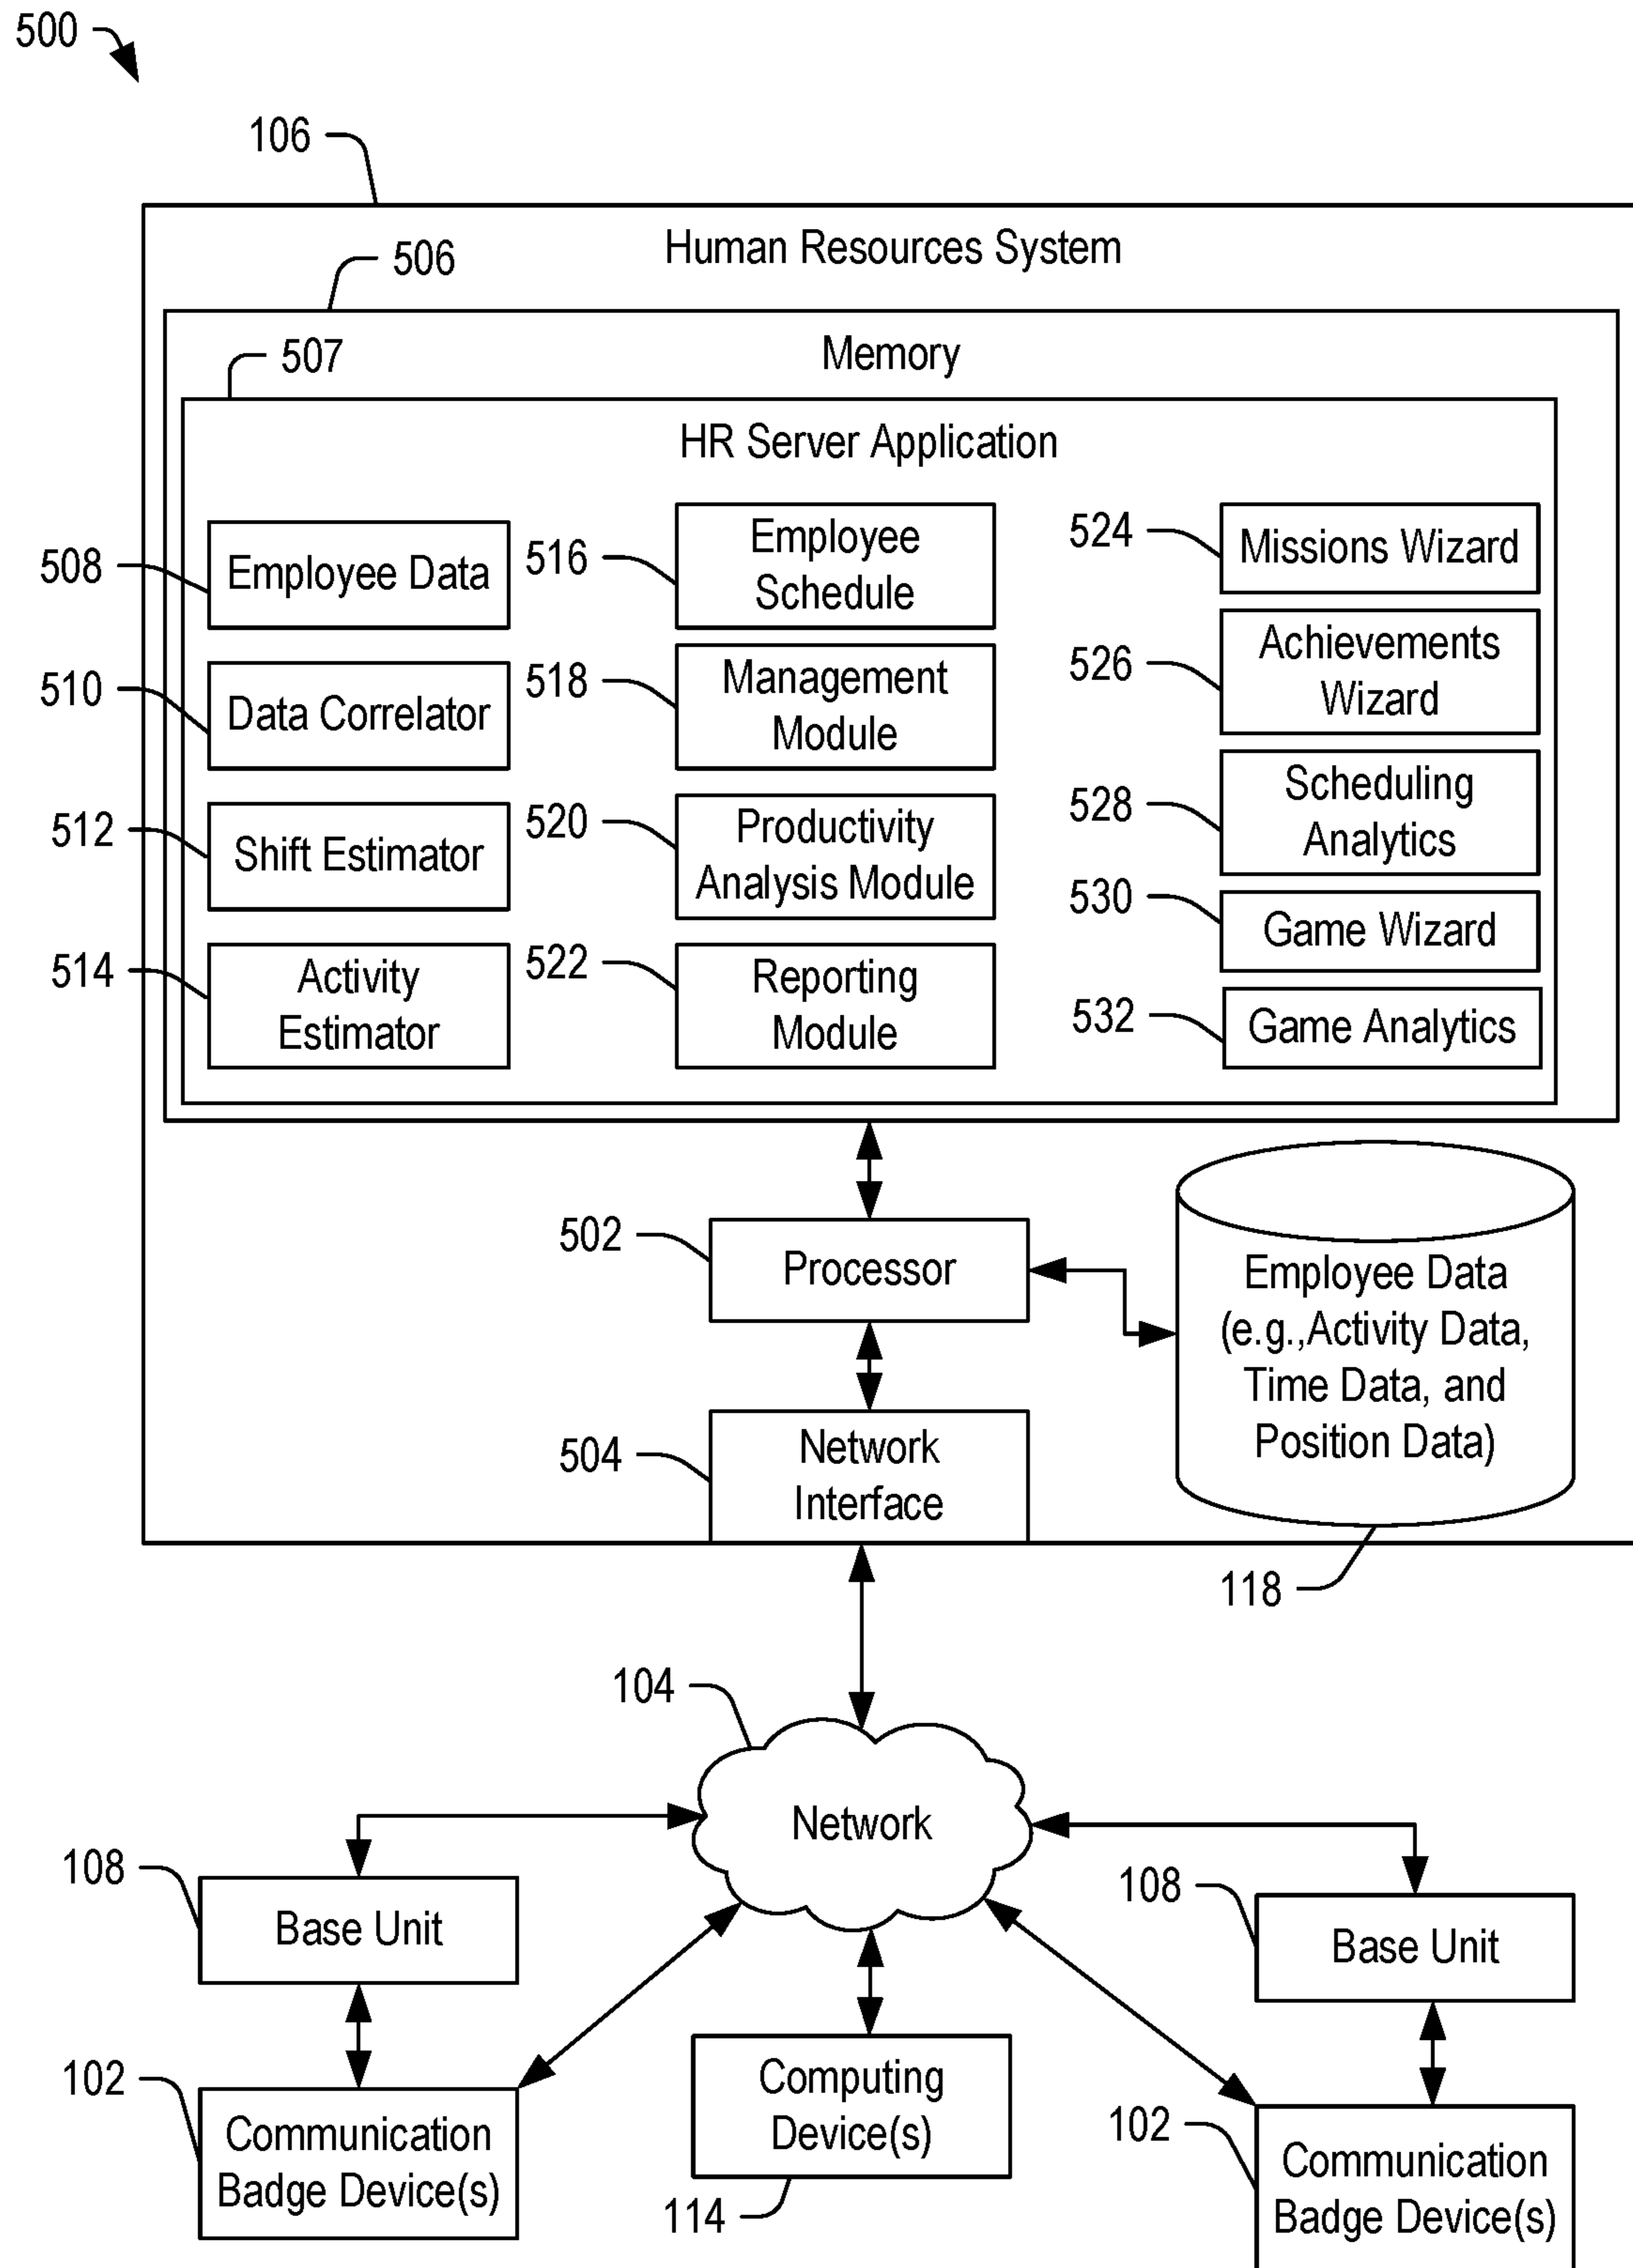 500
106
Human Resources System
506
Memory
507
HR Server Application
508
Employee Data
510
Data Correlator
512
Shift Estimator
514
Activity
Estimator
516
Employee
Schedule
518
Management
Module
520
Productivity
Analysis Module
522
Reporting
Module
524
Missions Wizard
526
Achievements
Wizard
528
Scheduling
Analytics
530
Game Wizard
532
Game Analytics
502
Processor
Employee Data
(e.g.,Activity Data,
Time Data, and
Position Data)
504
Network
Interface
118
104
Network
108
Base Unit
108
Base Unit
102
Communication
Badge Device(s)
Computing
Device(s)
114
102
Communication
Badge Device(s)